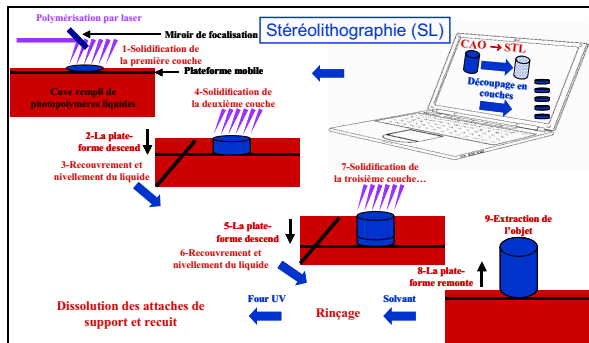 Stéréolithographie (SL)
Polymérisation par laser
Miroir de focalisation
1-Solidification de
la première couche
Plateforme mobile
Cuve rempli de
photopolymères liquides
CAO → STL
Découpage en
couches
4-Solidification de
la deuxième couche
2-La plate-
forme descend
3-Recouvrement et
nivellement du liquide
7-Solidification de
la troisième couche…
5-La plate-
forme descend
6-Recouvrement et
nivellement du liquide
9-Extraction de
l'objet
8-La plate-
forme remonte
Solvant
Rinçage
Four UV
Dissolution des attaches de
support et recuit